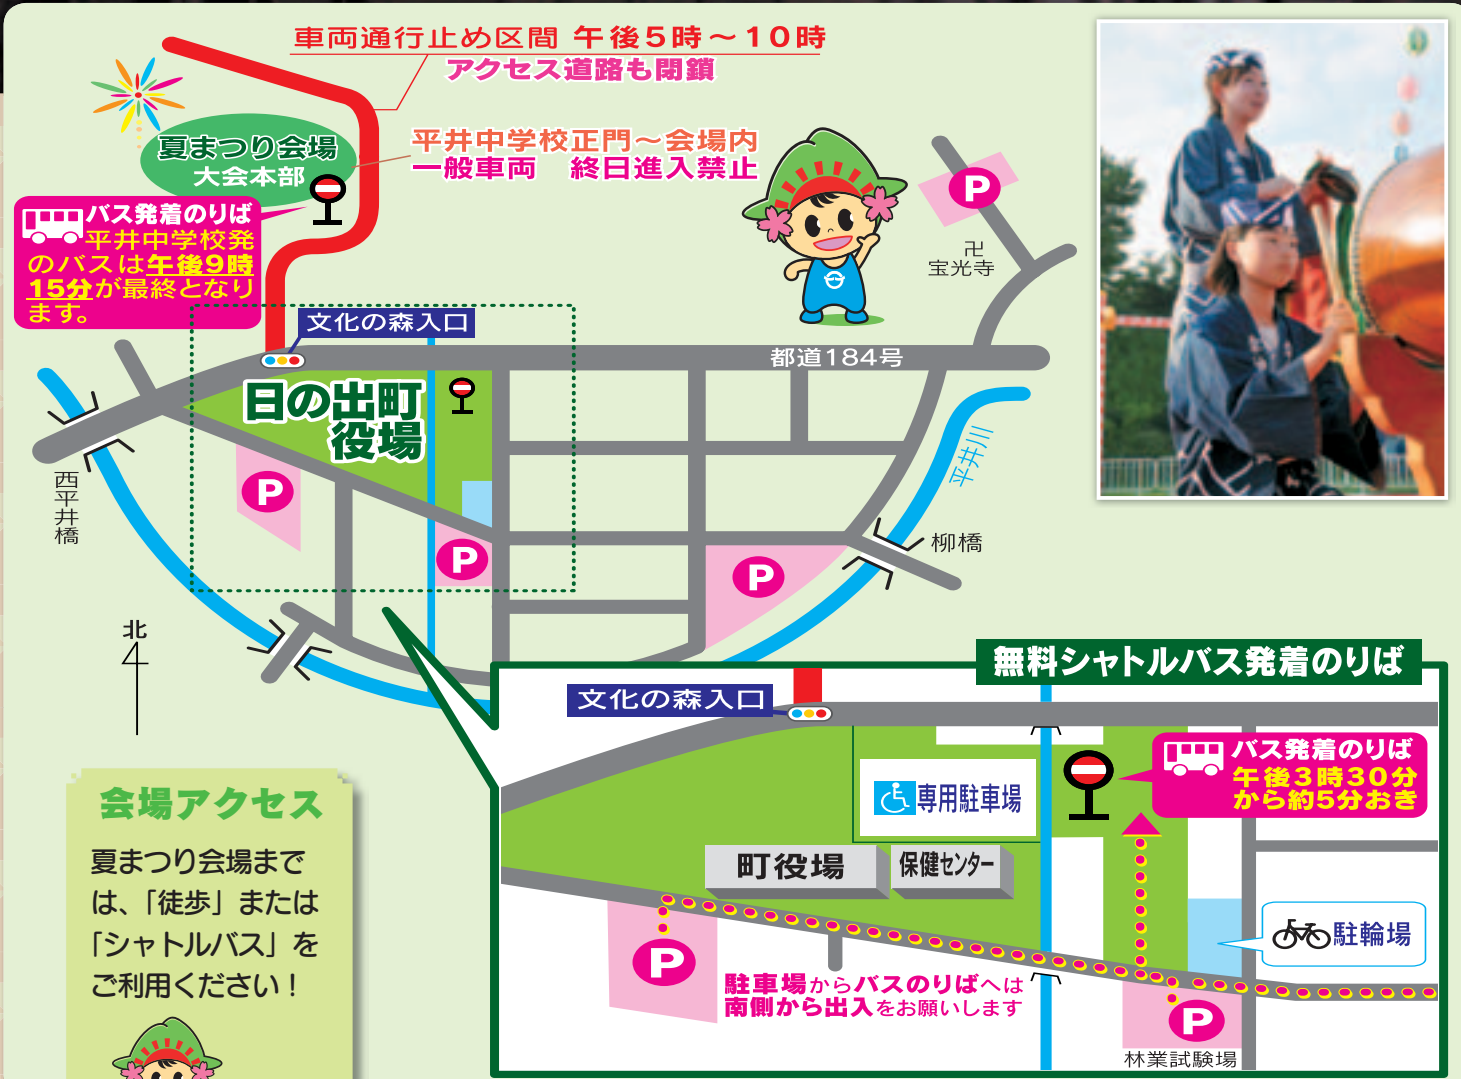 車両通行止め区間 午後5時～10時
アクセス道路も閉鎖
夏まつり会場
大会本部
平井中学校正門～会場内
一般車両 終日進入禁止
バス発着のりば
平井中学校発
のバスは午後9時
15分が最終となり
ます。
P
卍
宝光寺
文化の森入口
都道184号
日の出町
役場
平井川
西平井橋
P
P
P
柳橋
北
無料シャトルバス発着のりば
文化の森入口
バス発着のりば
午後3時30分
から約5分おき
専用駐車場
町役場
保健センター
駐輪場
P
駐車場からバスのりばへは
南側から出入をお願いします
P
林業試験場
会場アクセス
夏まつり会場まで
は、「徒歩」または
「シャトルバス」を
ご利用ください！